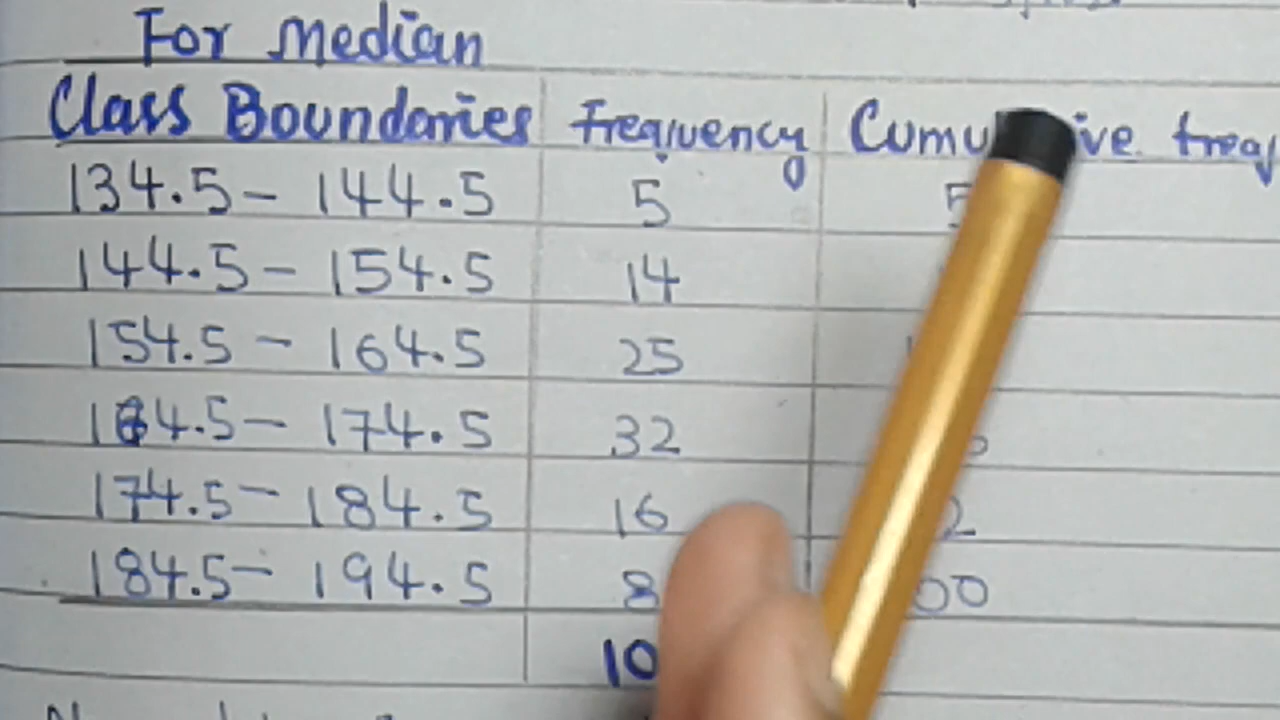 For Median
Class Boundaries Frequency
134.5 - 144.5 5 5
144.5 - 154.5 14
154.5 - 164.5 25
164.5 - 174.5 32
174.5 - 184.5 16
184.5 - 194.5 8